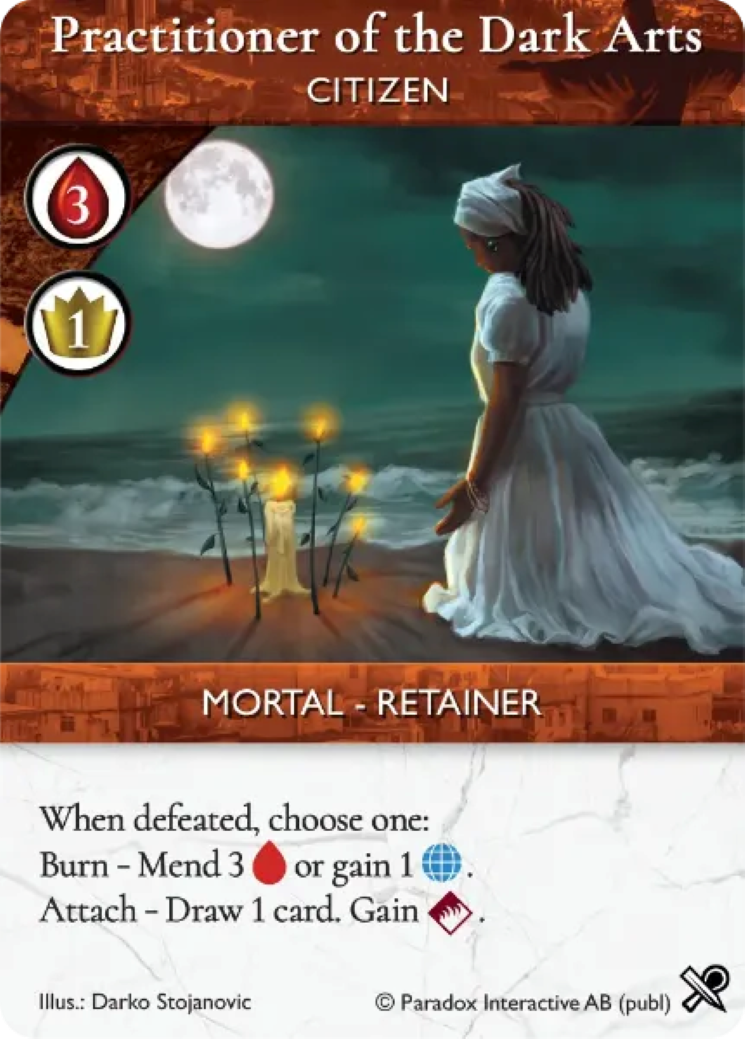 Practitioner of the Dark Arts
CITIZEN
3
1
MORTAL - RETAINER
When defeated, choose one:
Burn – Mend 3 or gain 1 .
Attach – Draw 1 card. Gain .
Illus.: Darko Stojanovic
© Paradox Interactive AB (publ)